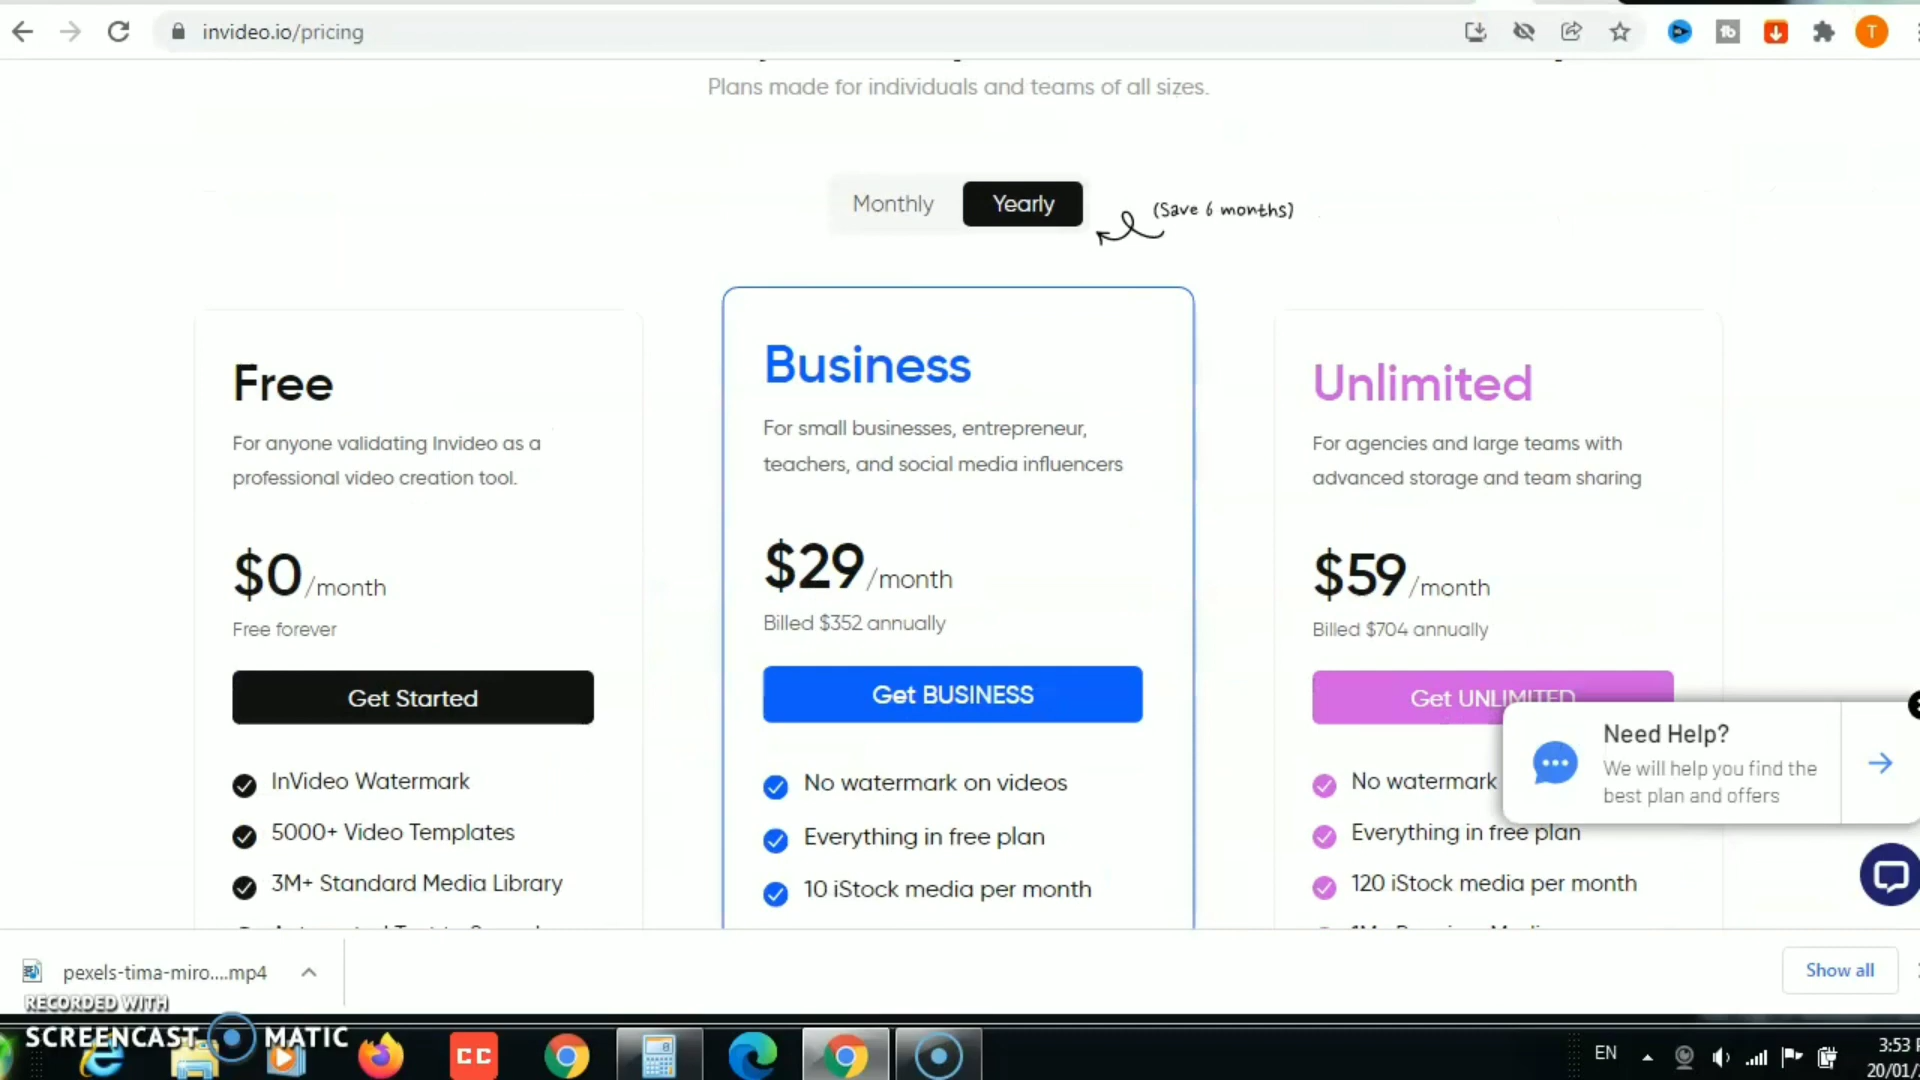 invideo.io/pricing
T
Plans made for individuals and teams of all sizes.
Monthly
Yearly
(Save 6 months)
Free
For anyone validating Invideo as a
professional video creation tool.
$0/month
Free forever
Get Started
InVideo Watermark
5000+ Video Templates
3M+ Standard Media Library
Business
For small businesses, entrepreneur,
teachers, and social media influencers
$29/month
Billed $352 annually
Get BUSINESS
No watermark on videos
Everything in free plan
10 iStock media per month
Unlimited
For agencies and large teams with
advanced storage and team sharing
$59/month
Billed $704 annually
Get UNLIMITED
No watermark
Everything in free plan
120 iStock media per month
Need Help?
We will help you find the
best plan and offers
pexels-tima-miro....mp4
Show all
RECORDED WITH
SCREENCAST MATIC
CC
EN
3:53
20/01/